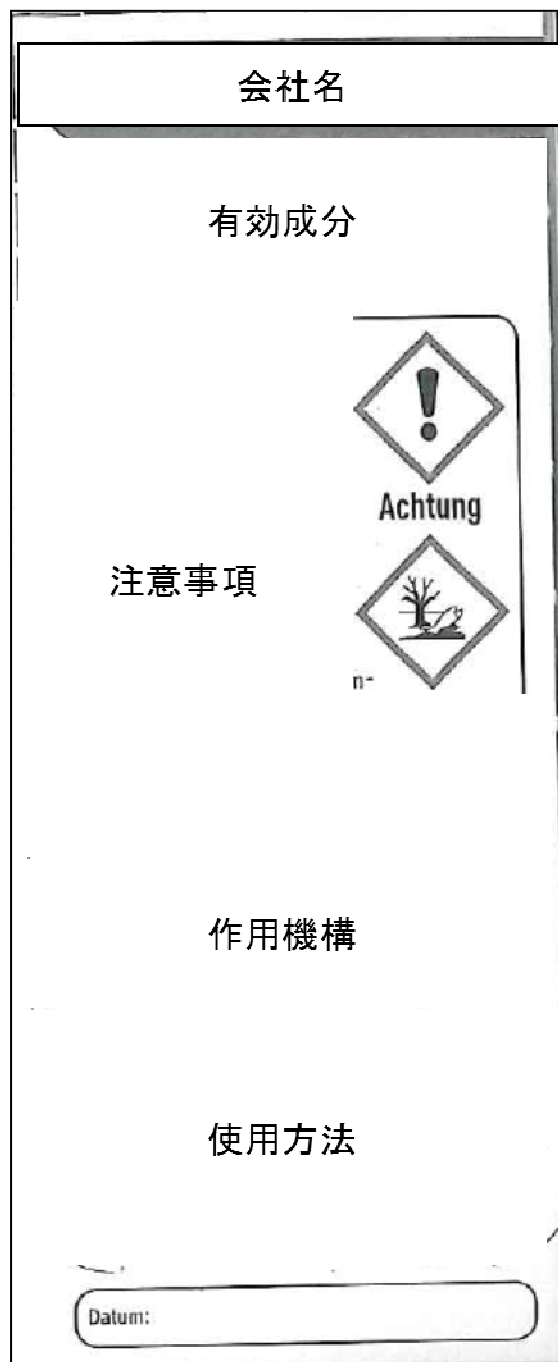 会社名
有効成分
Achtung
注意事項
n-
作用機構
使用方法
Datum: